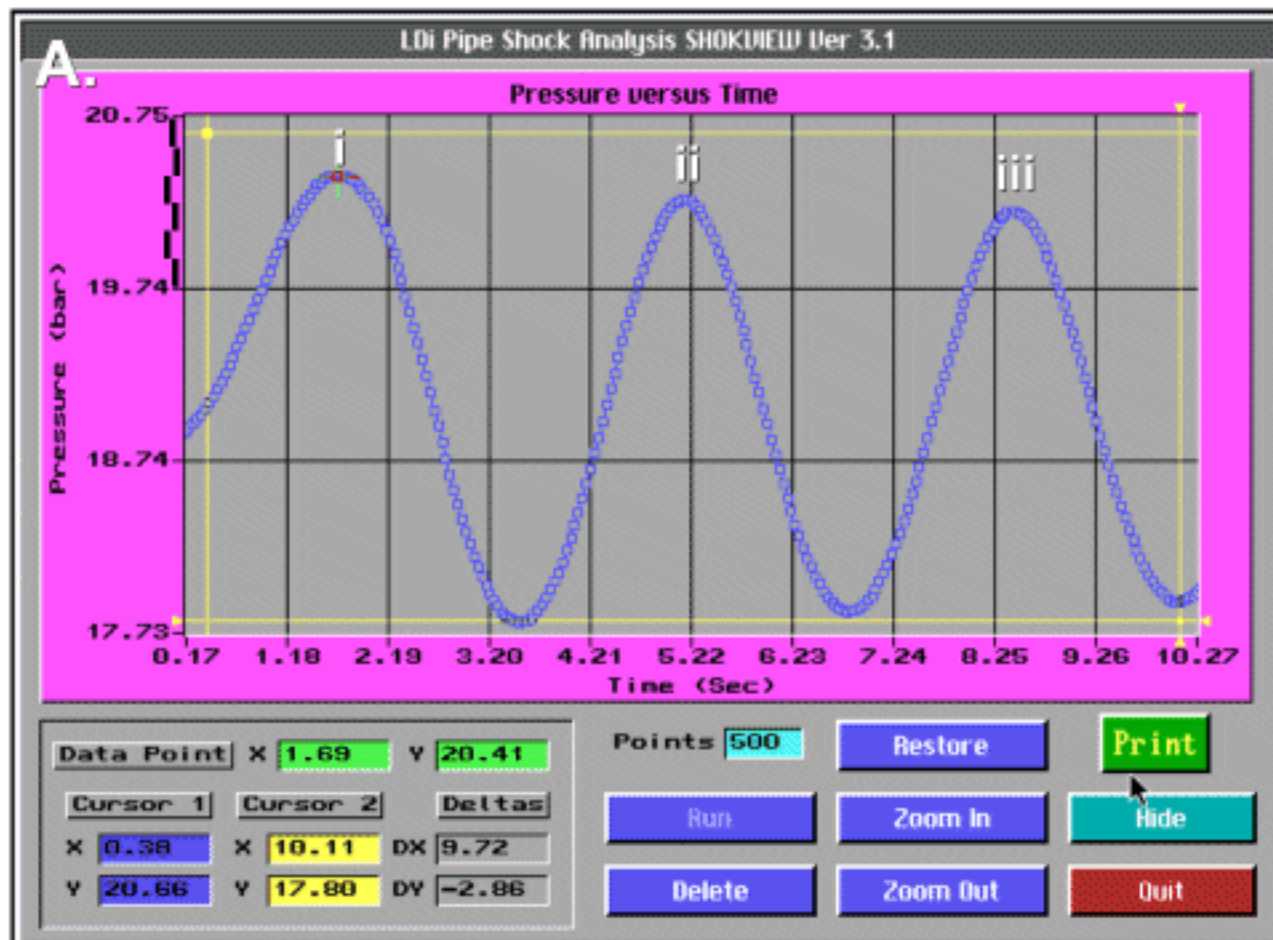 LDi Pipe Shock Analysis SHOKVIEW Ver 3.1
A.
Pressure versus Time
20.75
19.74
18.74
17.73
Pressure (bar)
i
ii
iii
0.17 1.18 2.19 3.20 4.21 5.22 6.23 7.24 8.25 9.26 10.27
Time (Sec)
Data Point X 1.69 Y 20.41
Cursor 1 Cursor 2 Deltas
X 0.38 X 10.11 DX 9.72
Y 20.66 Y 17.80 DY -2.86
Points 500 Restore Print
Run Zoom In Hide
Delete Zoom Out Quit